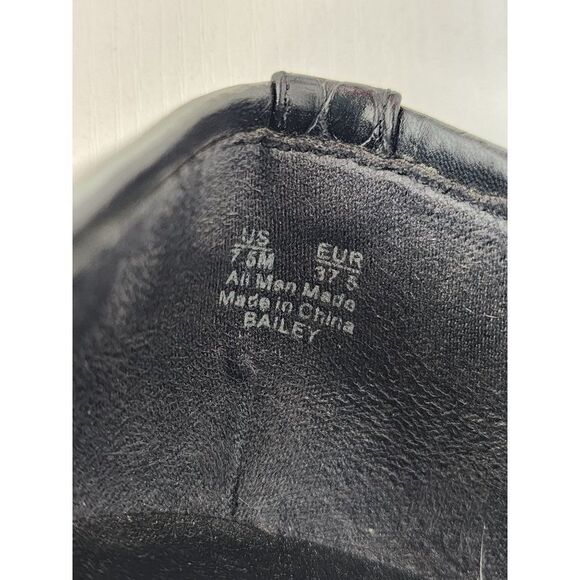 US EUR
7.5M 37.5
All Man Made
Made in China
BAILEY